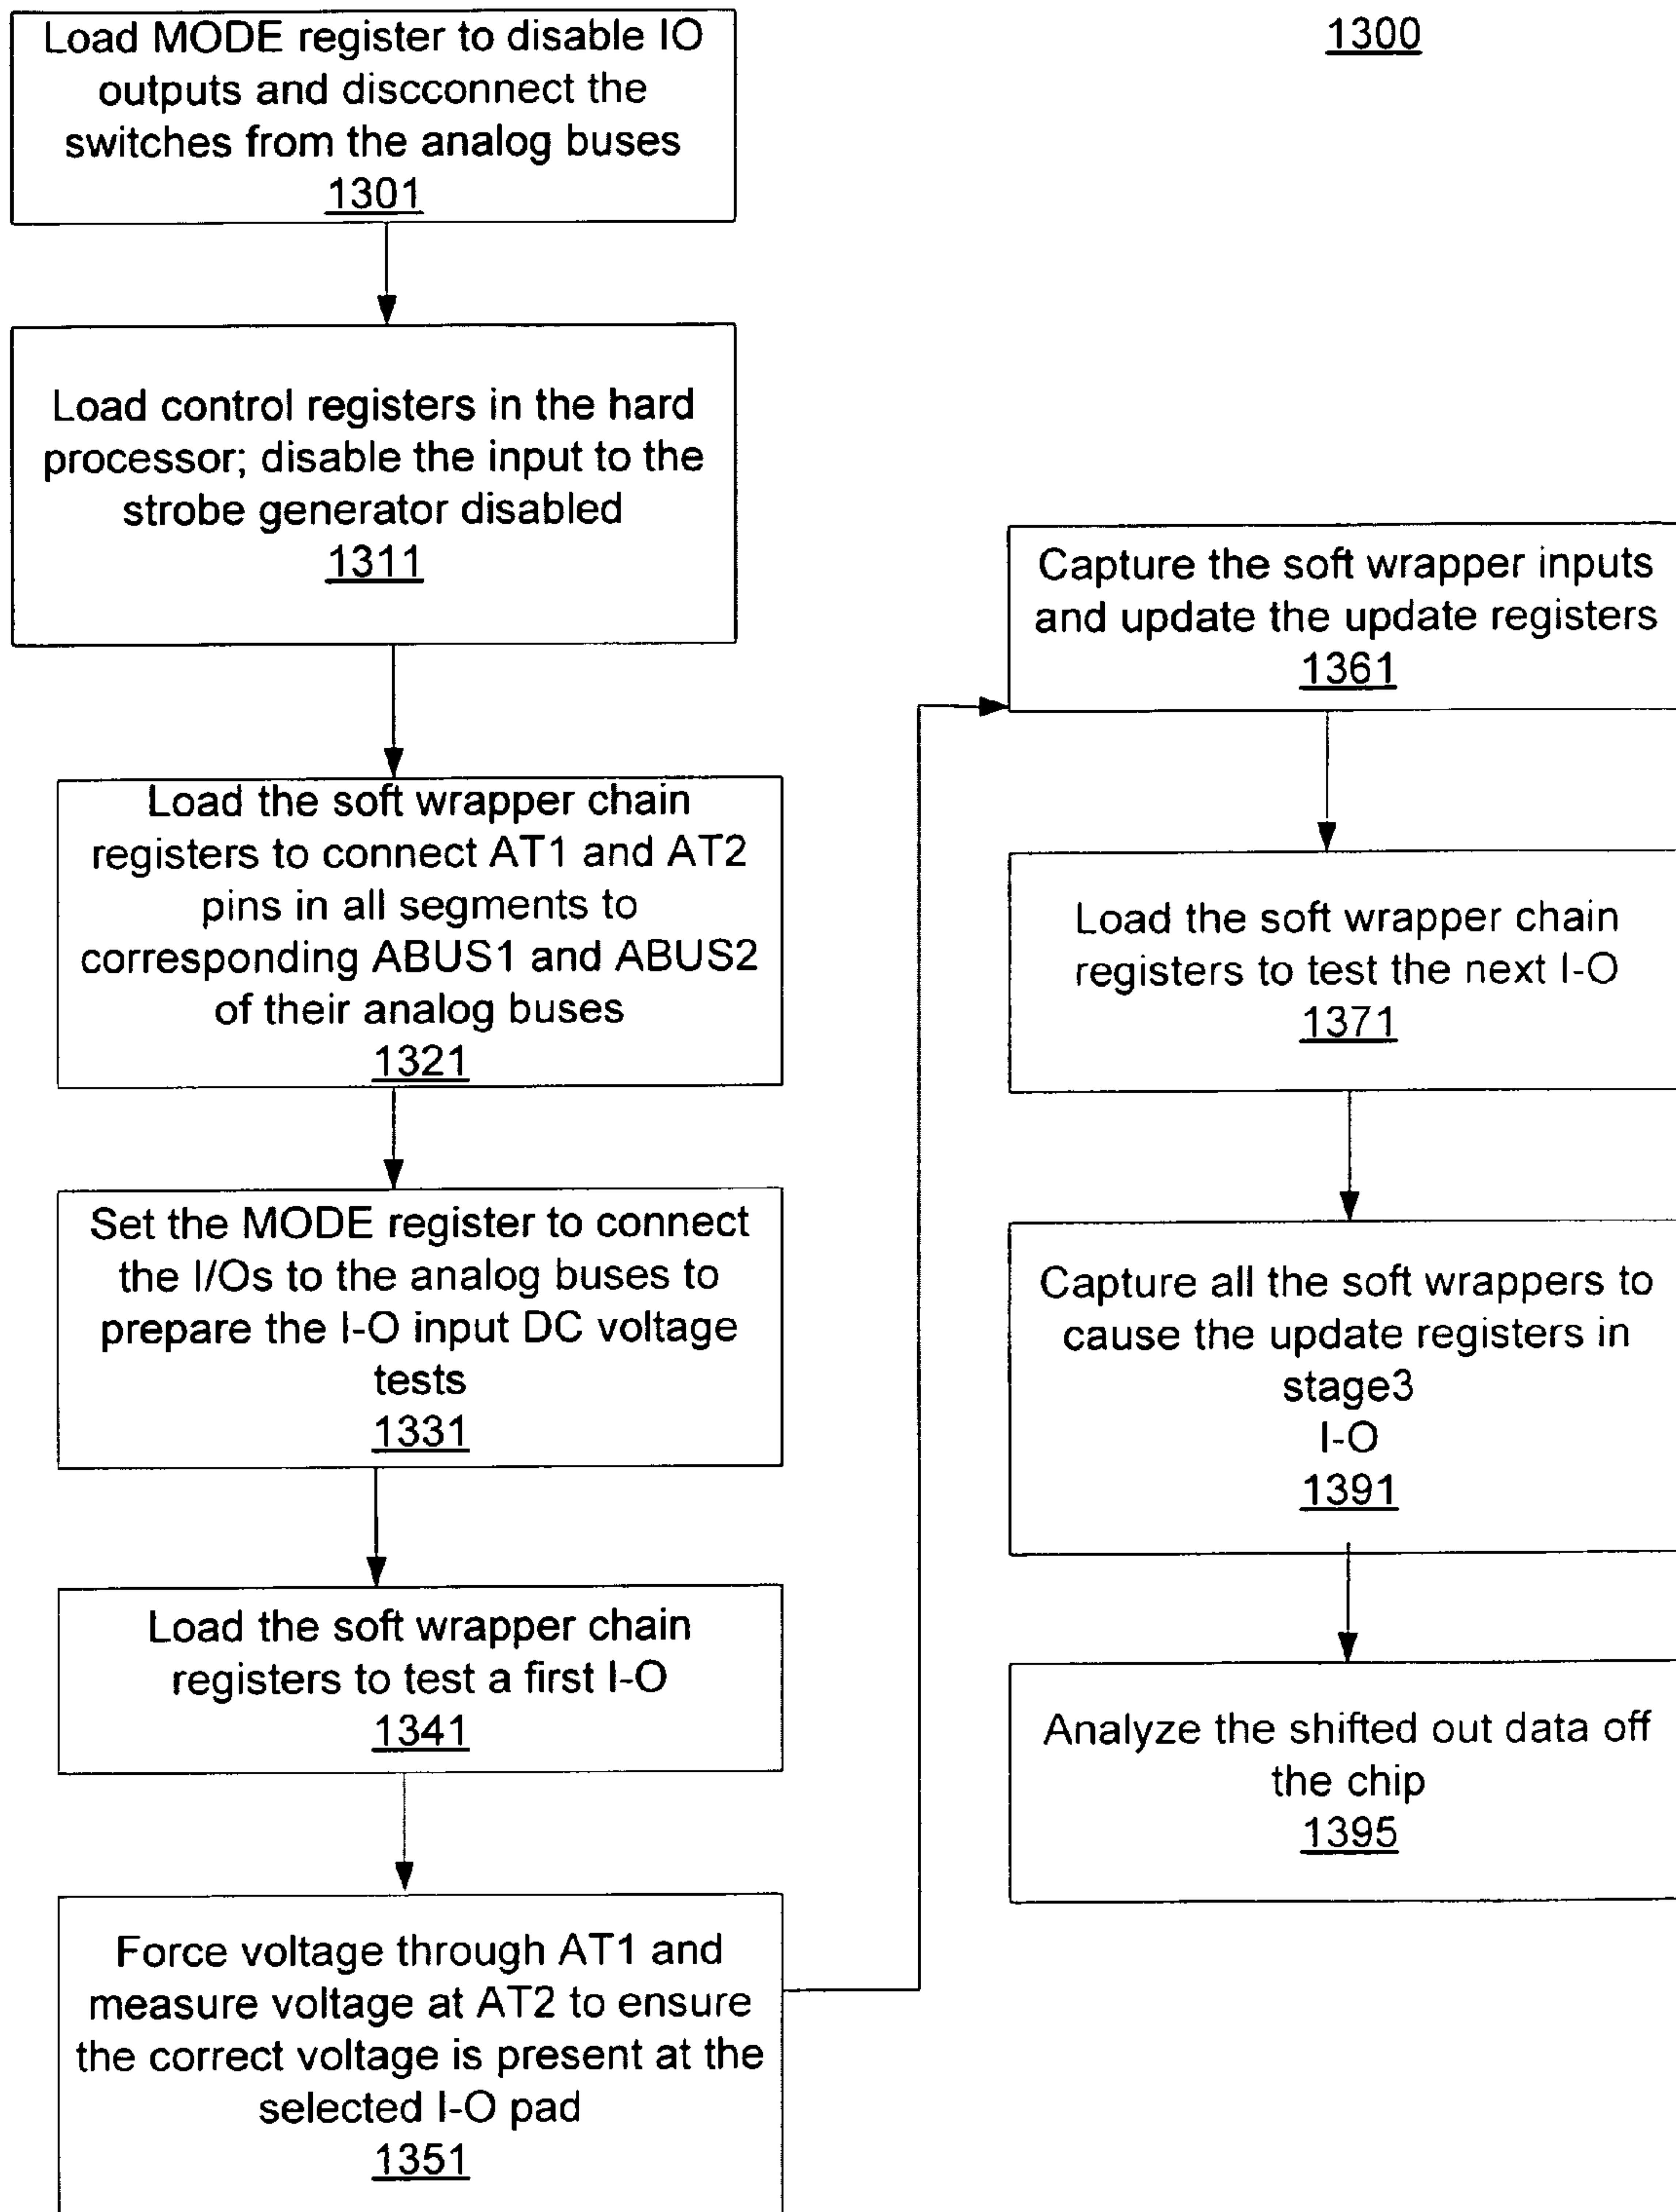 1300
Load MODE register to disable IO
outputs and discconnect the
switches from the analog buses
1301
Load control registers in the hard
processor; disable the input to the
strobe generator disabled
1311
Load the soft wrapper chain
registers to connect AT1 and AT2
pins in all segments to
corresponding ABUS1 and ABUS2
of their analog buses
1321
Set the MODE register to connect
the I/Os to the analog buses to
prepare the I-O input DC voltage
tests
1331
Load the soft wrapper chain
registers to test a first I-O
1341
Force voltage through AT1 and
measure voltage at AT2 to ensure
the correct voltage is present at the
selected I-O pad
1351
Capture the soft wrapper inputs
and update the update registers
1361
Load the soft wrapper chain
registers to test the next I-O
1371
Capture all the soft wrappers to
cause the update registers in
stage3
I-O
1391
Analyze the shifted out data off
the chip
1395